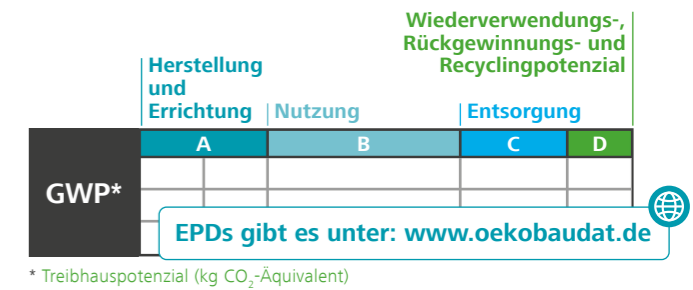 Wiederverwendungs-,
Rückgewinnungs- und
Recyclingpotenzial
Herstellung
und
Errichtung
Nutzung
Entsorgung
A B C D
GWP*
EPDs gibt es unter: www.oekobaudat.de
* Treibhauspotenzial (kg CO₂-Äquivalent)